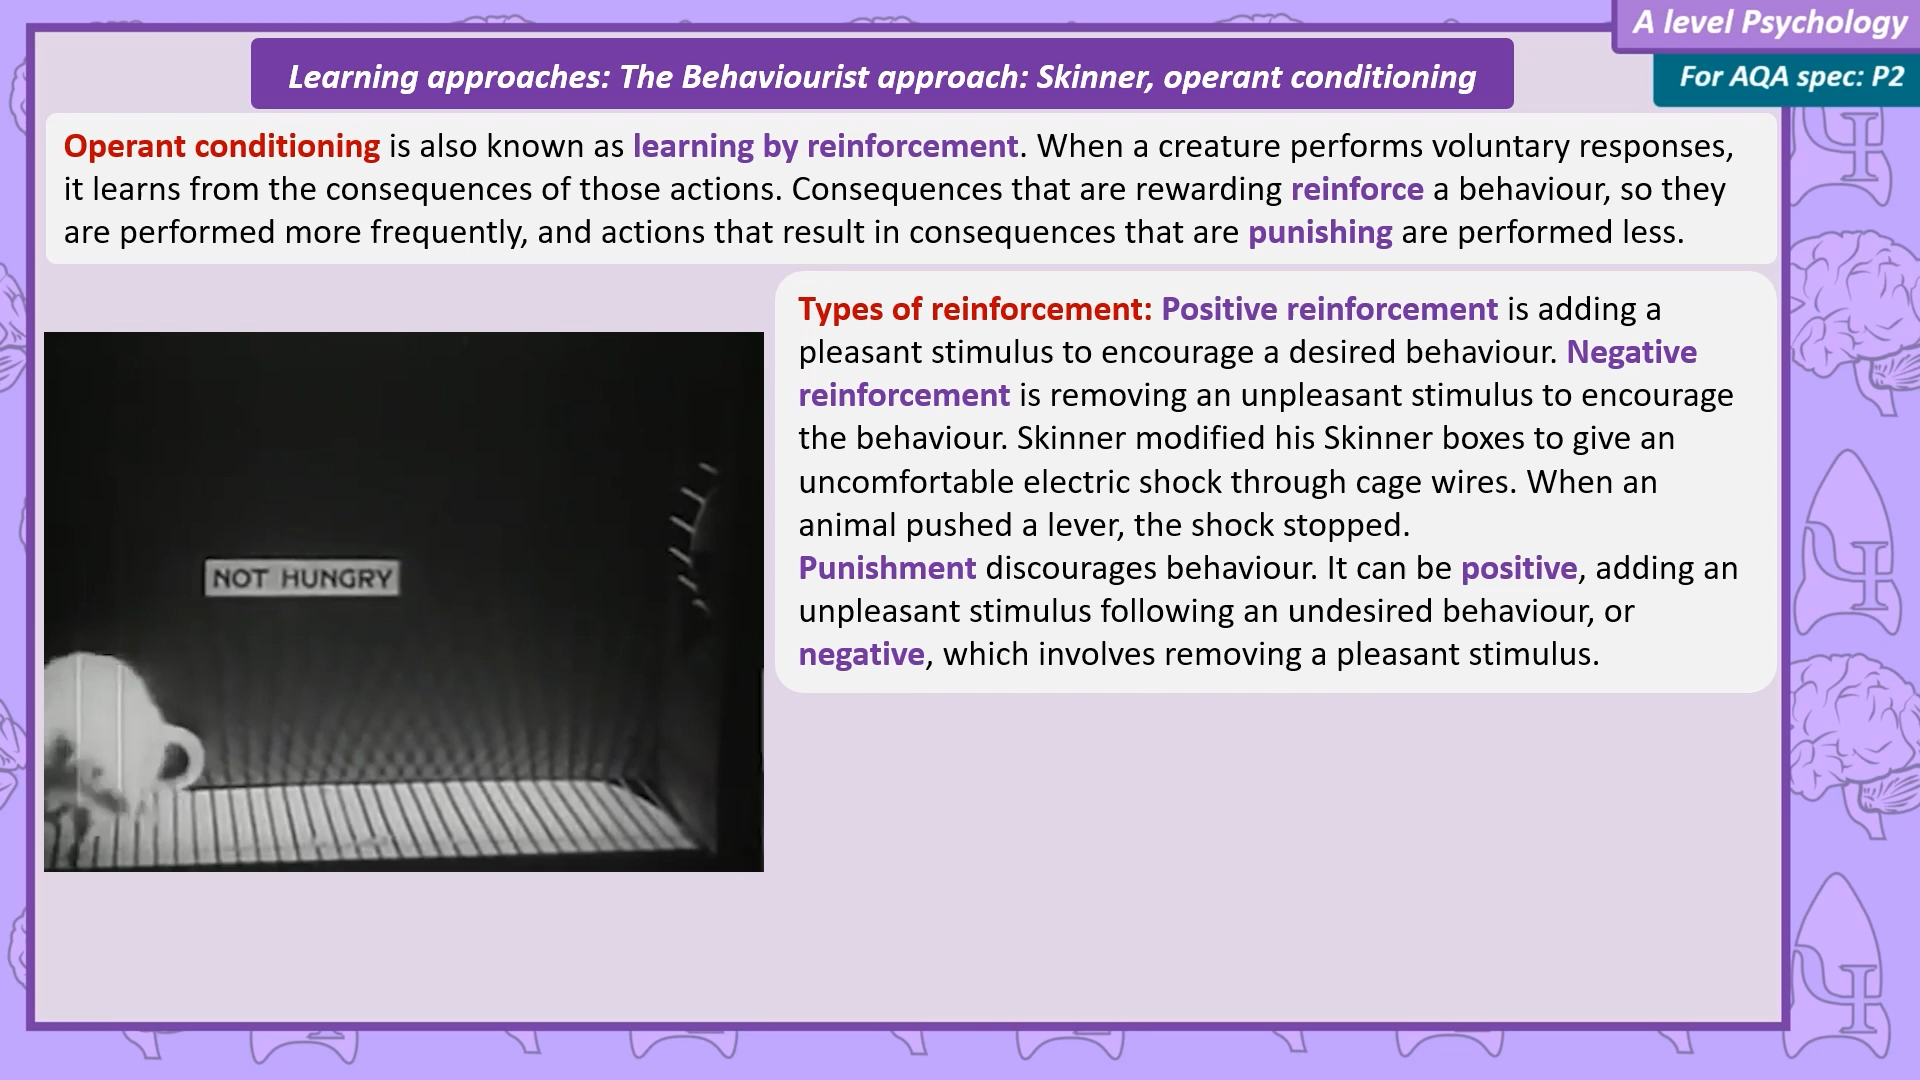 A level Psychology
For AQA spec: P2
Learning approaches: The Behaviourist approach: Skinner, operant conditioning
Operant conditioning is also known as learning by reinforcement. When a creature performs voluntary responses,
it learns from the consequences of those actions. Consequences that are rewarding reinforce a behaviour, so they
are performed more frequently, and actions that result in consequences that are punishing are performed less.
Types of reinforcement: Positive reinforcement is adding a
pleasant stimulus to encourage a desired behaviour. Negative
reinforcement is removing an unpleasant stimulus to encourage
the behaviour. Skinner modified his Skinner boxes to give an
uncomfortable electric shock through cage wires. When an
animal pushed a lever, the shock stopped.
Punishment discourages behaviour. It can be positive, adding an
unpleasant stimulus following an undesired behaviour, or
negative, which involves removing a pleasant stimulus.
NOT HUNGRY